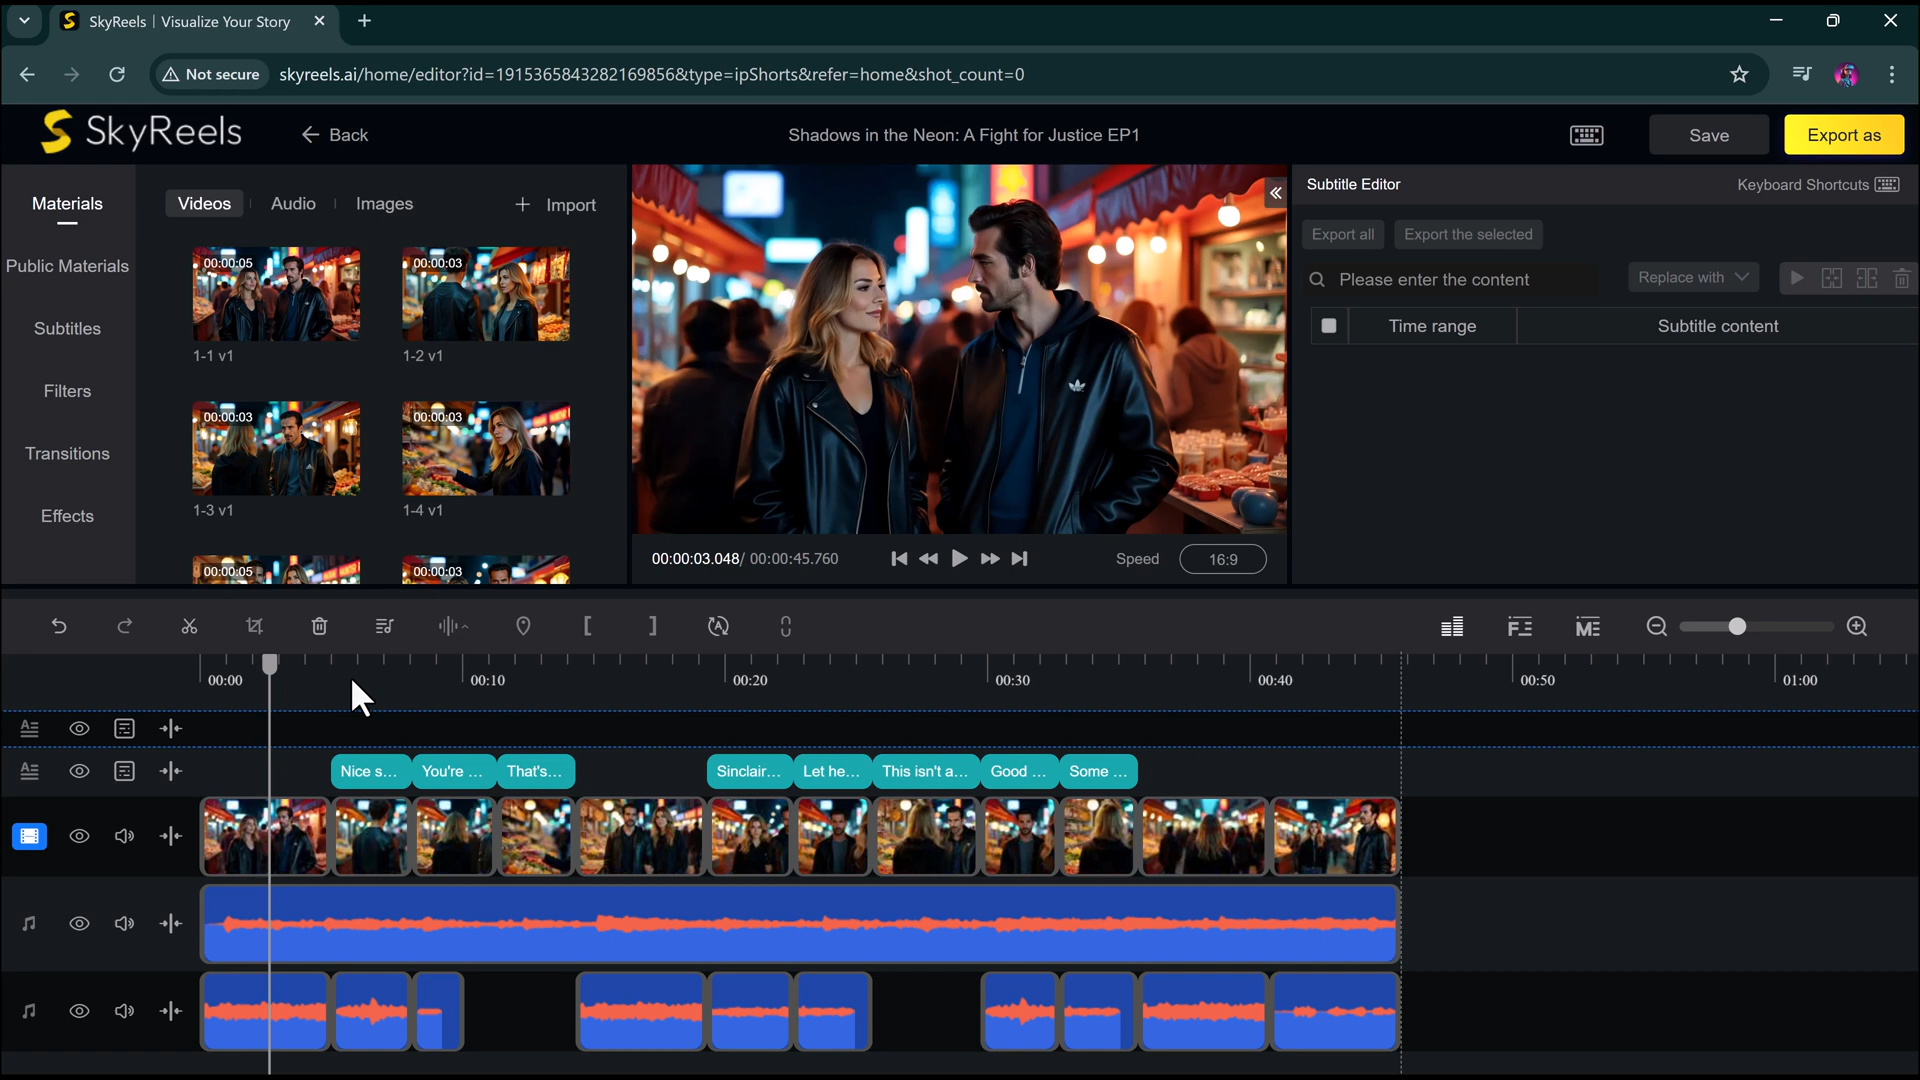 SkyReels | Visualize Your Story
Not secure
skyreels.ai/home/editor?id=1915365843282169856&type=ipShorts&refer=home&shot_count=0
SkyReels
Back
Shadows in the Neon: A Fight for Justice EP1
Save
Export as
Materials
Public Materials
Subtitles
Filters
Transitions
Effects
Videos
Audio
Images
Import
00:00:05
1-1 v1
00:00:03
1-2 v1
00:00:03
1-3 v1
00:00:03
1-4 v1
00:00:05
00:00:03
00:00:03.048/ 00:00:45.760
Speed
16:9
Subtitle Editor
Keyboard Shortcuts
Export all
Export the selected
Please enter the content
Replace with
Time range
Subtitle content
00:00
00:10
00:20
00:30
00:40
00:50
01:00
Nice s...
You're ...
That's...
Sinclair...
Let he...
This isn't a...
Good ...
Some ...